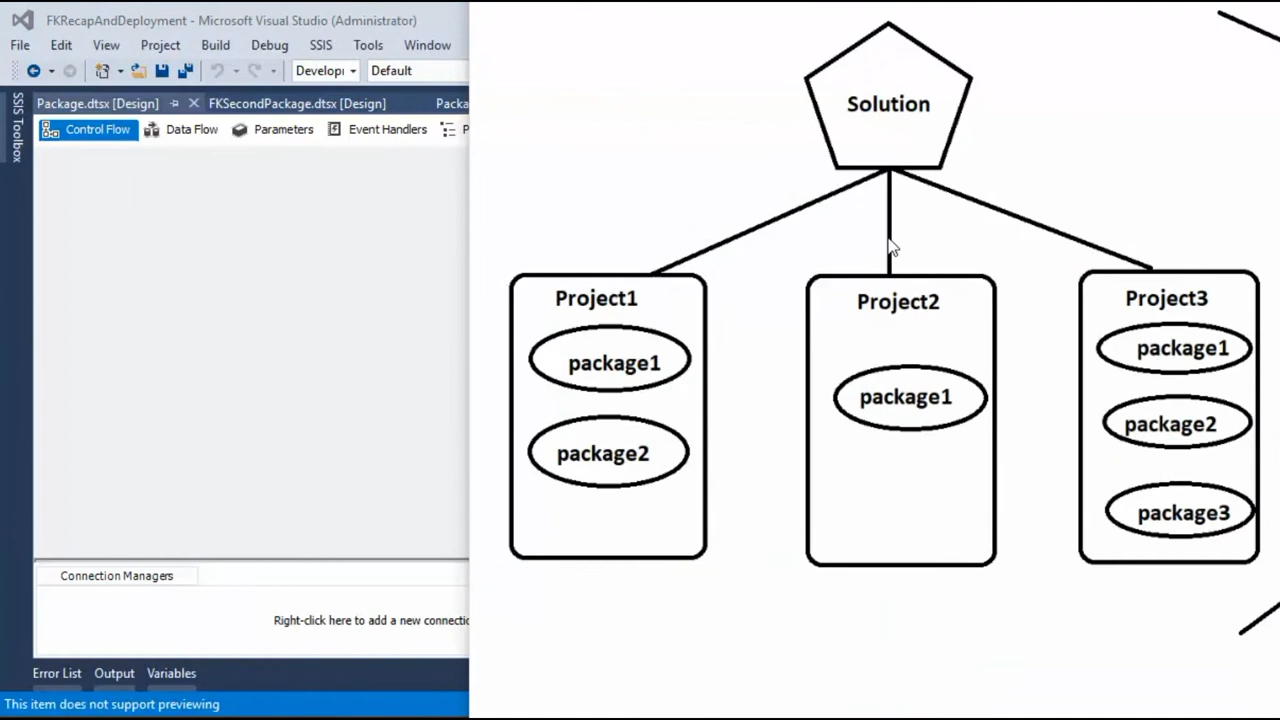 FKRecapAndDeployment - Microsoft Visual Studio (Administrator)
File Edit View Project Build Debug SSIS Tools Window
Develop Default
SSIS Toolbox
Package.dtsx [Design] FKSecondPackage.dtsx [Design] Packa
Control Flow Data Flow Parameters Event Handlers P
Connection Managers
Right-click here to add a new connectio
Error List Output Variables
This item does not support previewing
Solution
Project1
package1
package2
Project2
package1
Project3
package1
package2
package3